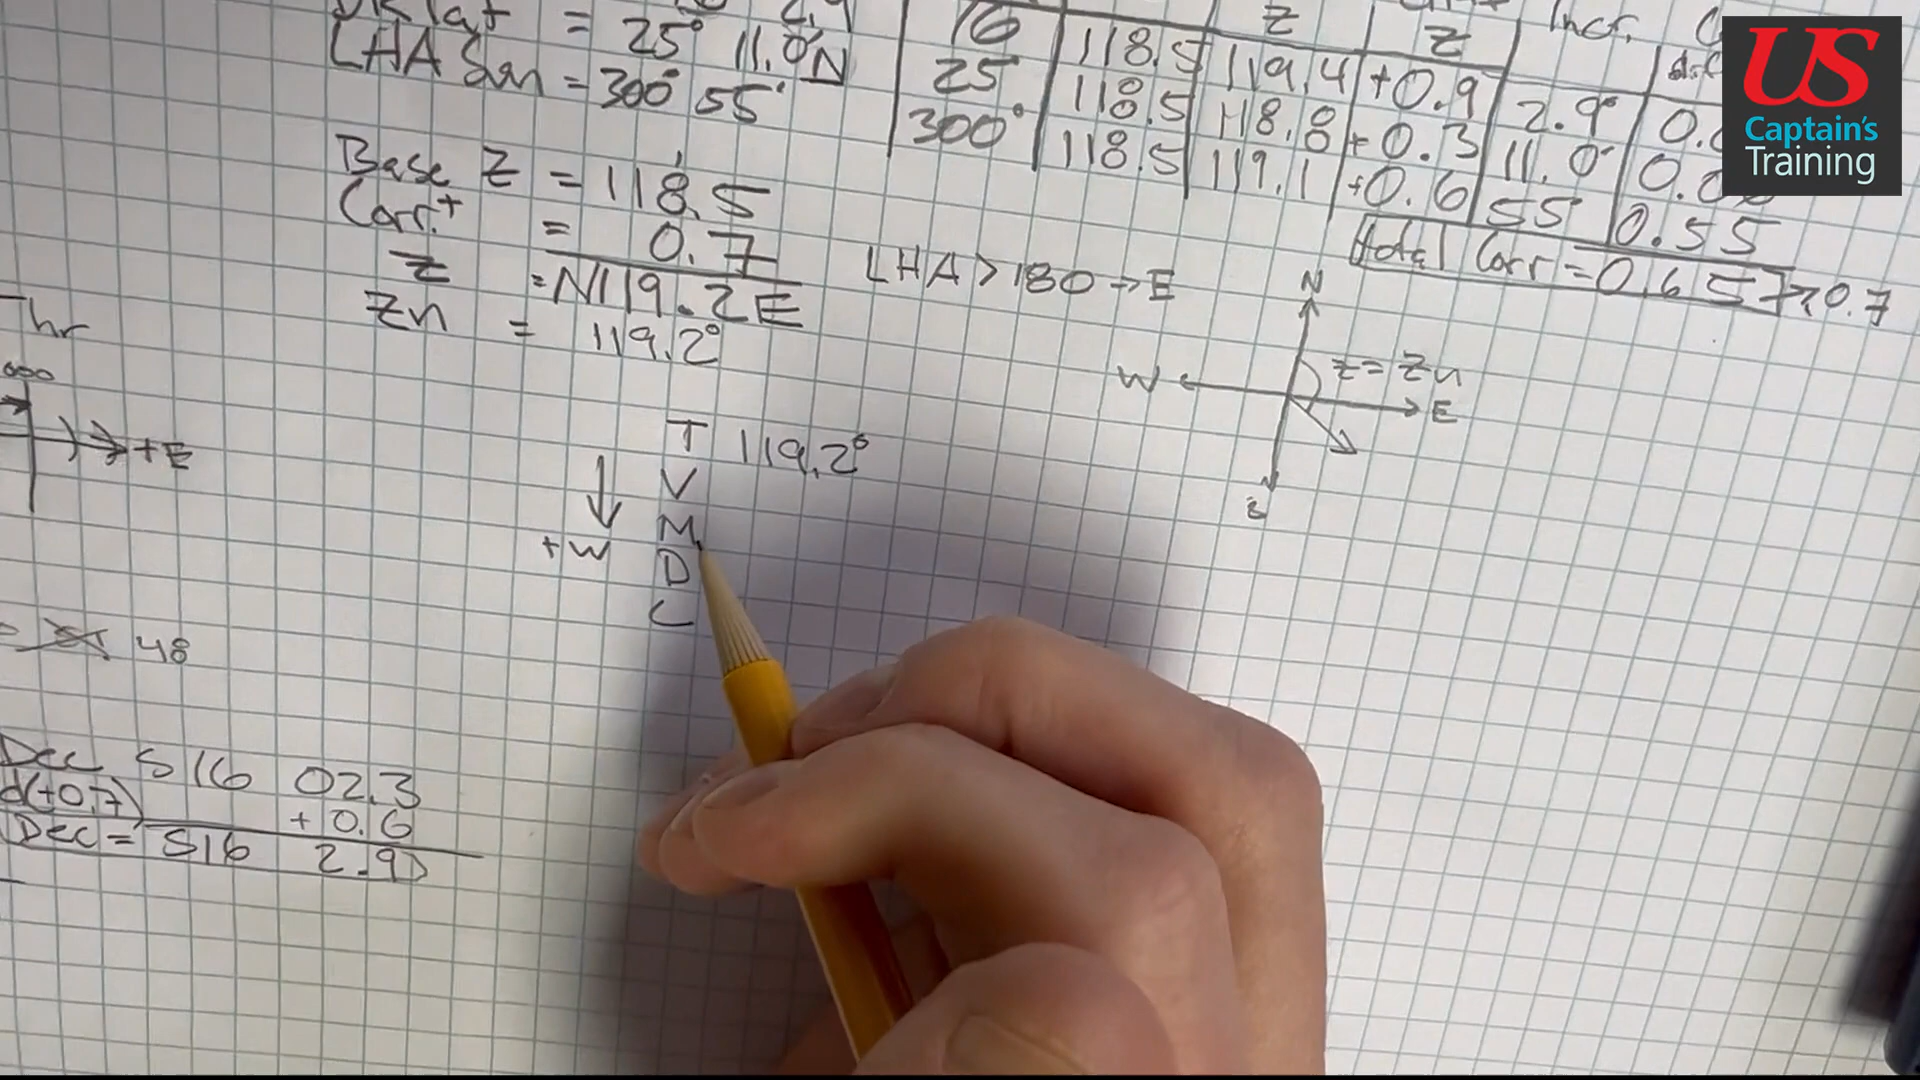 = 25° 11.0'N
LHA Sun = 300° 55'
Base Z = 118.5
Corr.ⁿ = 0.7
Z = N119.2E
Zn = 119.2°
LHA > 180 → E
16 118.5 119.4 +0.9 2.9'
25 118.5 118.8 +0.3 11.0'
300° 118.5 119.1 +0.6 55' 0.55
Z Z Incr.
total Corr = 0.657 → 0.7
N
W Z = Zn
E
hr
000
+E
T 119.2°
V
M
+W D
C
48
Dec S16 02.3
d(+0.7) + 0.6
Dec = S16 2.9
US
Captain's
Training